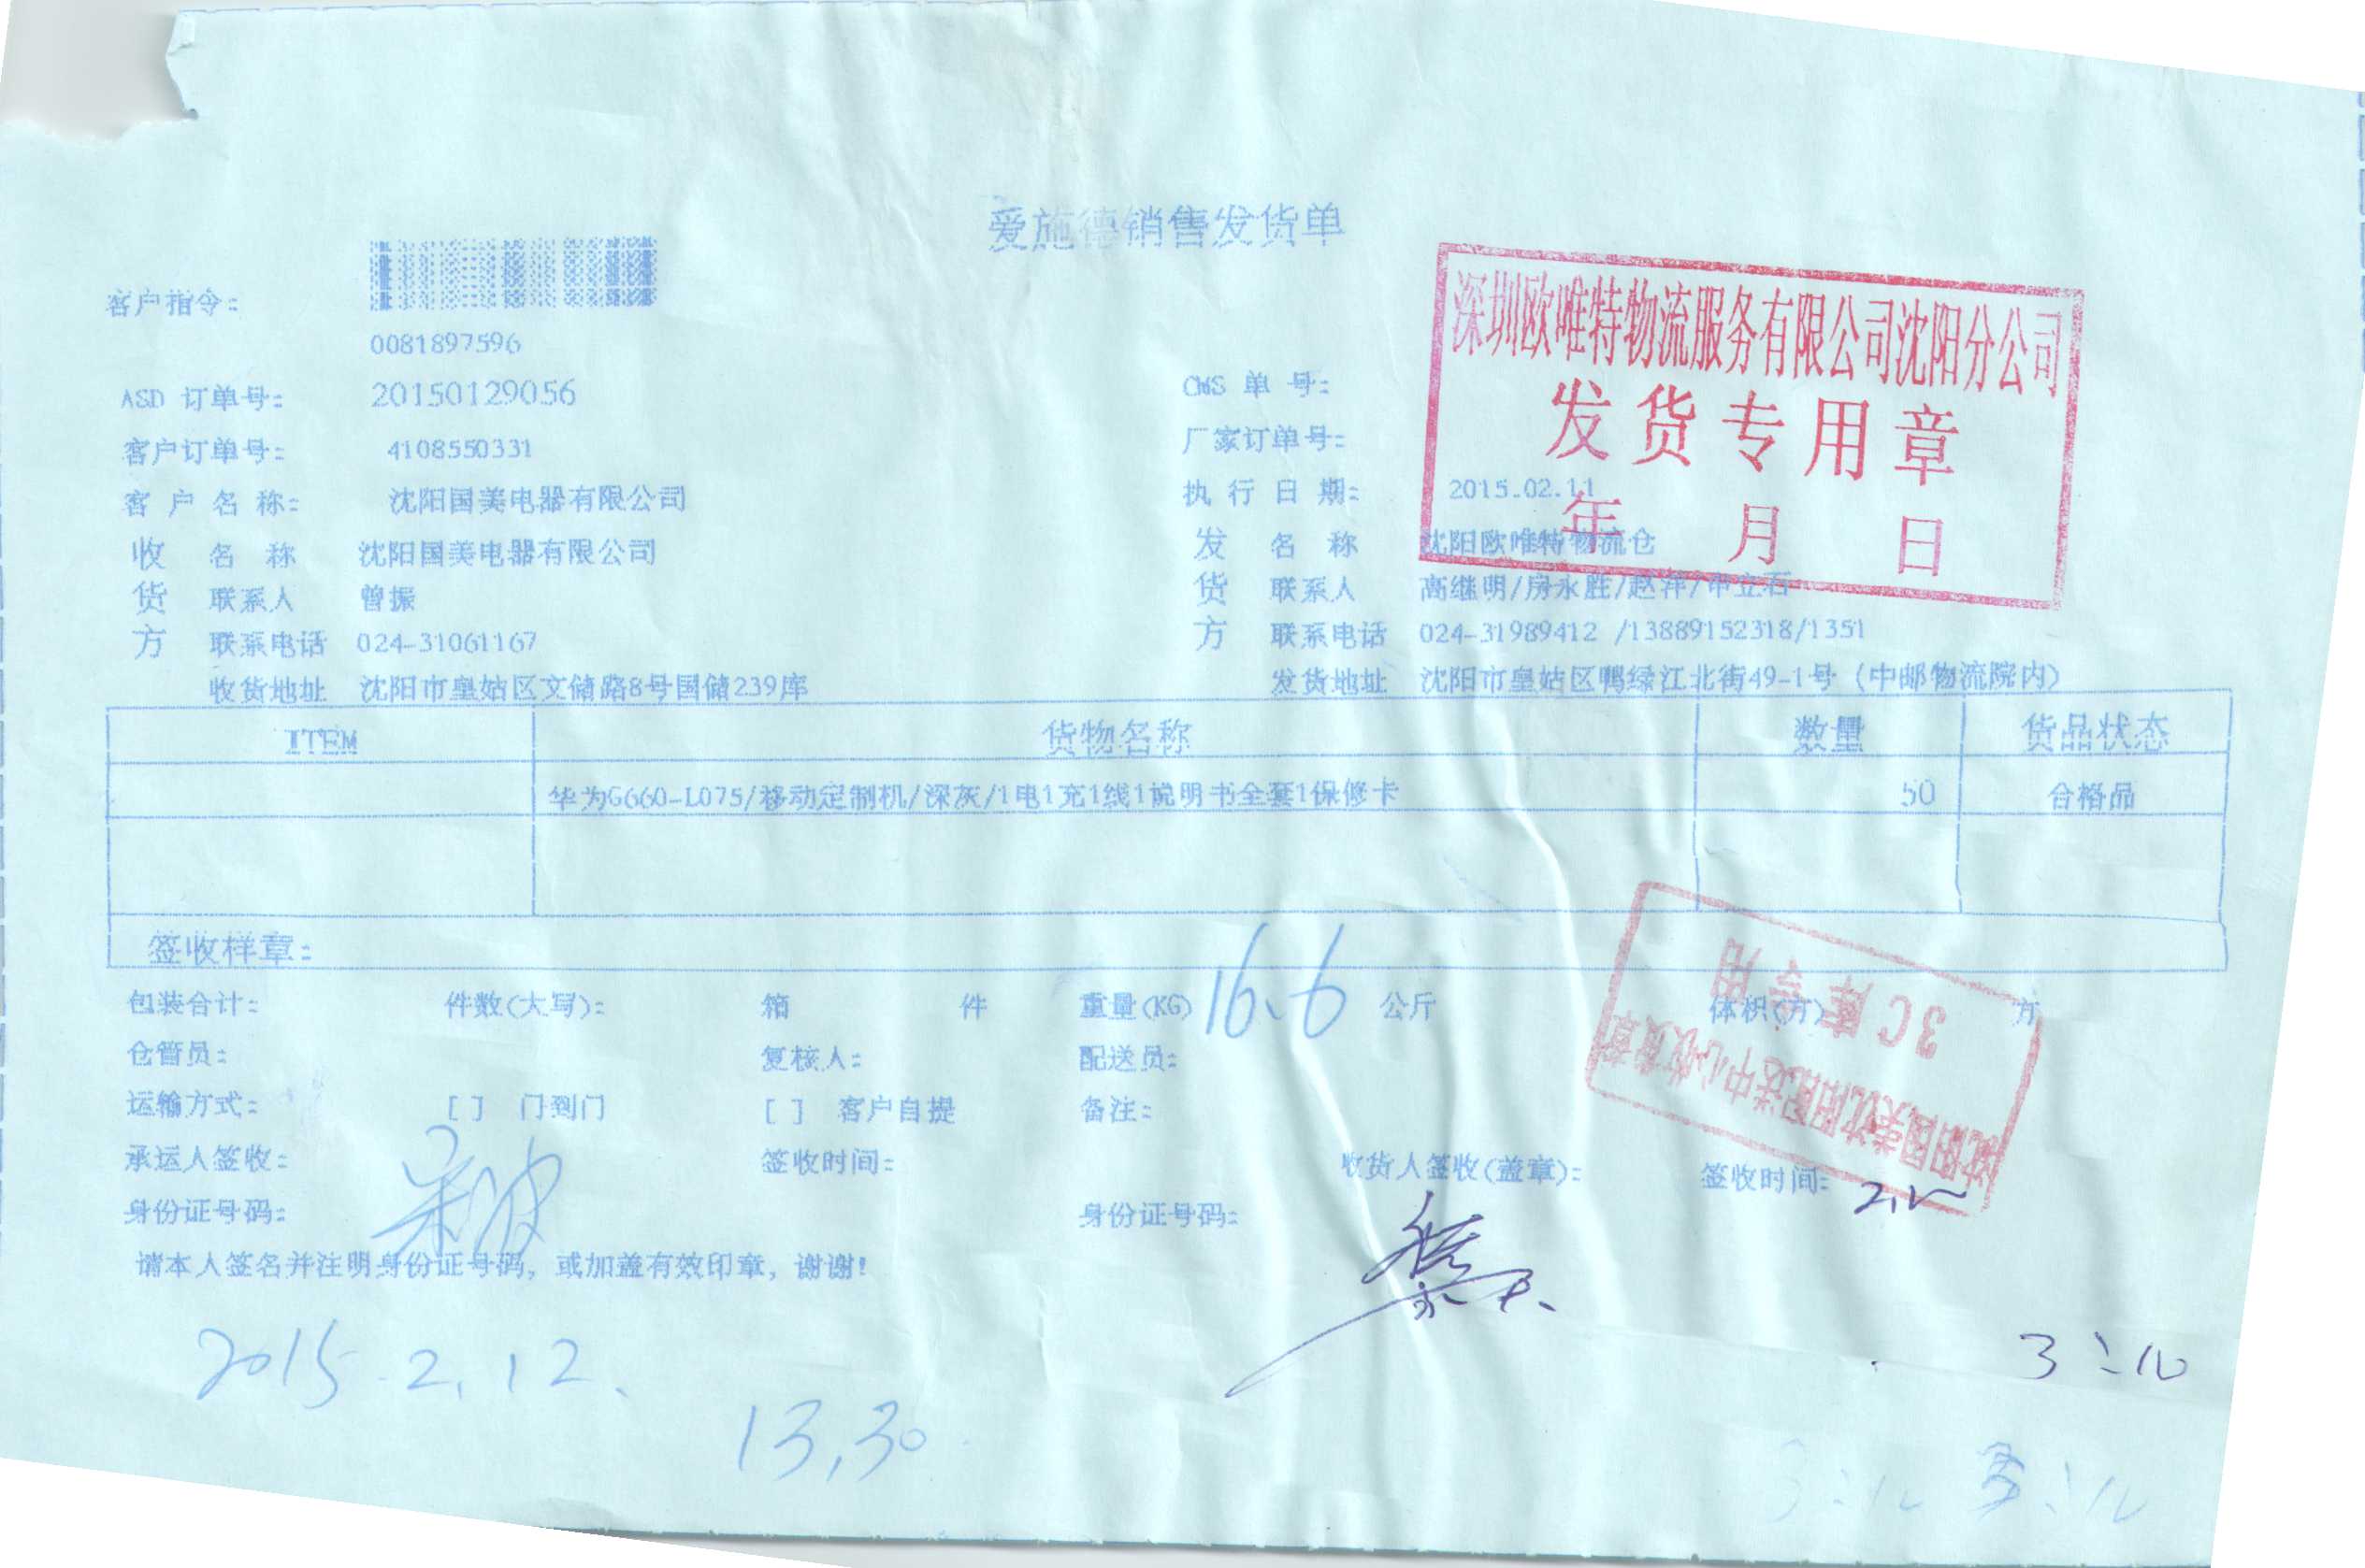 爱施德销售发货单
客户指令:
0081897596
深圳欧唯特物流服务有限公司沈阳分公司
发货专用章
年 月 日
ASD 订单号: 20150129056 CWS 单 号:
客户订单号: 4108550331 厂家订单号:
客 户 名 称: 沈阳国美电器有限公司 执 行 日 期: 2015.02.11
收 名 称 沈阳国美电器有限公司 发 名 称 沈阳欧唯特物流仓
货 联系人 曾振 货 联系人 高继明/房永胜/赵洋/申立石
方 联系电话 024-31061167 方 联系电话 024-31989412 /13889152318/1351
收货地址 沈阳市皇姑区文储路8号国储239库 发货地址 沈阳市皇姑区鸭绿江北街49-1号 (中邮物流院内)
ITEM 货物名称 数量 货品状态
华为G660-L075/移动定制机/深灰/1电1充1线1说明书全套1保修卡 50 合格品
签收样章:
包装合计: 件数(大写): 箱 件 重量(KG) 16.6 公斤 体积(方) 方
仓管员: 复核人: 配送员:
运输方式: [ ] 门到门 [ ] 客户自提 备注:
沈阳国美沈阳配送中心收货章
3C库专用
承运人签收: 签收时间: 收货人签收(盖章): 签收时间:
身份证号码: 身份证号码:
请本人签名并注明身份证号码, 或加盖有效印章, 谢谢!
2015.2.12.
13,30